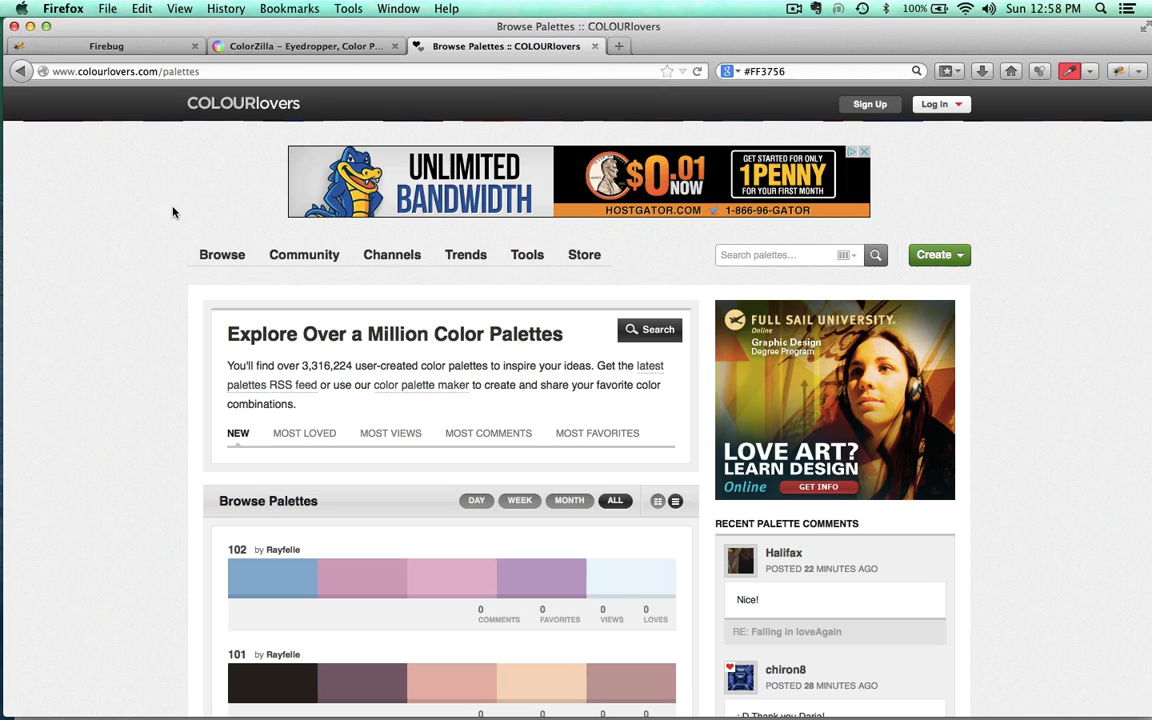 Firefox File Edit View History Bookmarks Tools Window Help 100% Sun 12:58 PM
Browse Palettes :: COLOURlovers
Firebug ColorZilla – Eyedropper, Color P... Browse Palettes :: COLOURlovers
www.colourlovers.com/palettes #FF3756
COLOURlovers Sign Up Log In
UNLIMITED
BANDWIDTH
$0.01
NOW
GET STARTED FOR ONLY
1PENNY
FOR YOUR FIRST MONTH
HOSTGATOR.COM 1-866-96-GATOR
Browse Community Channels Trends Tools Store Search palettes... Create
Explore Over a Million Color Palettes Search
You'll find over 3,316,224 user-created color palettes to inspire your ideas. Get the latest
palettes RSS feed or use our color palette maker to create and share your favorite color
combinations.
NEW MOST LOVED MOST VIEWS MOST COMMENTS MOST FAVORITES
FULL SAIL UNIVERSITY.
Online
Graphic Design
Degree Program
LOVE ART?
LEARN DESIGN
Online GET INFO
Browse Palettes DAY WEEK MONTH ALL
102 by Rayfelle
0 0 0 0
COMMENTS FAVORITES VIEWS LOVES
101 by Rayfelle
0 0 0 0
RECENT PALETTE COMMENTS
Halifax
POSTED 22 MINUTES AGO
Nice!
RE: Falling in loveAgain
chiron8
POSTED 28 MINUTES AGO
:D Thank you Daria!